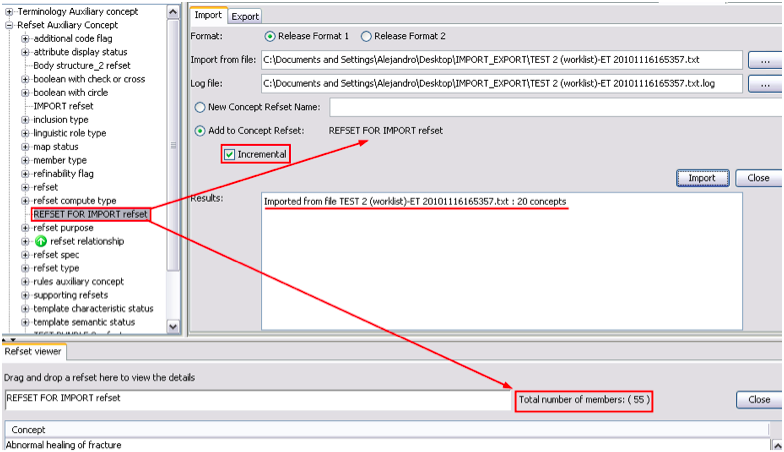 Terminology Auxiliary concept
Refset Auxiliary Concept
additional code flag
attribute display status
Body structure_2 refset
boolean with check or cross
boolean with circle
IMPORT refset
inclusion type
linguistic role type
map status
member type
refinability flag
refset
refset compute type
REFSET FOR IMPORT refset
refset purpose
refset relationship
refset spec
refset type
rules auxiliary concept
supporting refsets
template characteristic status
template semantic status
Import Export
Format: Release Format 1 Release Format 2
Import from file: C:\Documents and Settings\Alejandro\Desktop\IMPORT_EXPORT\TEST 2 (worklist)-ET 20101116165357.txt ...
Log file: C:\Documents and Settings\Alejandro\Desktop\IMPORT_EXPORT\TEST 2 (worklist)-ET 20101116165357.txt.log ...
New Concept Refset Name:
Add to Concept Refset: REFSET FOR IMPORT refset
Incremental
Import Close
Results:
Imported from file TEST 2 (worklist)-ET 20101116165357.txt : 20 concepts
Refset viewer
Drag and drop a refset here to view the details
REFSET FOR IMPORT refset Total number of members: ( 55 ) Close
Concept
Abnormal healing of fracture